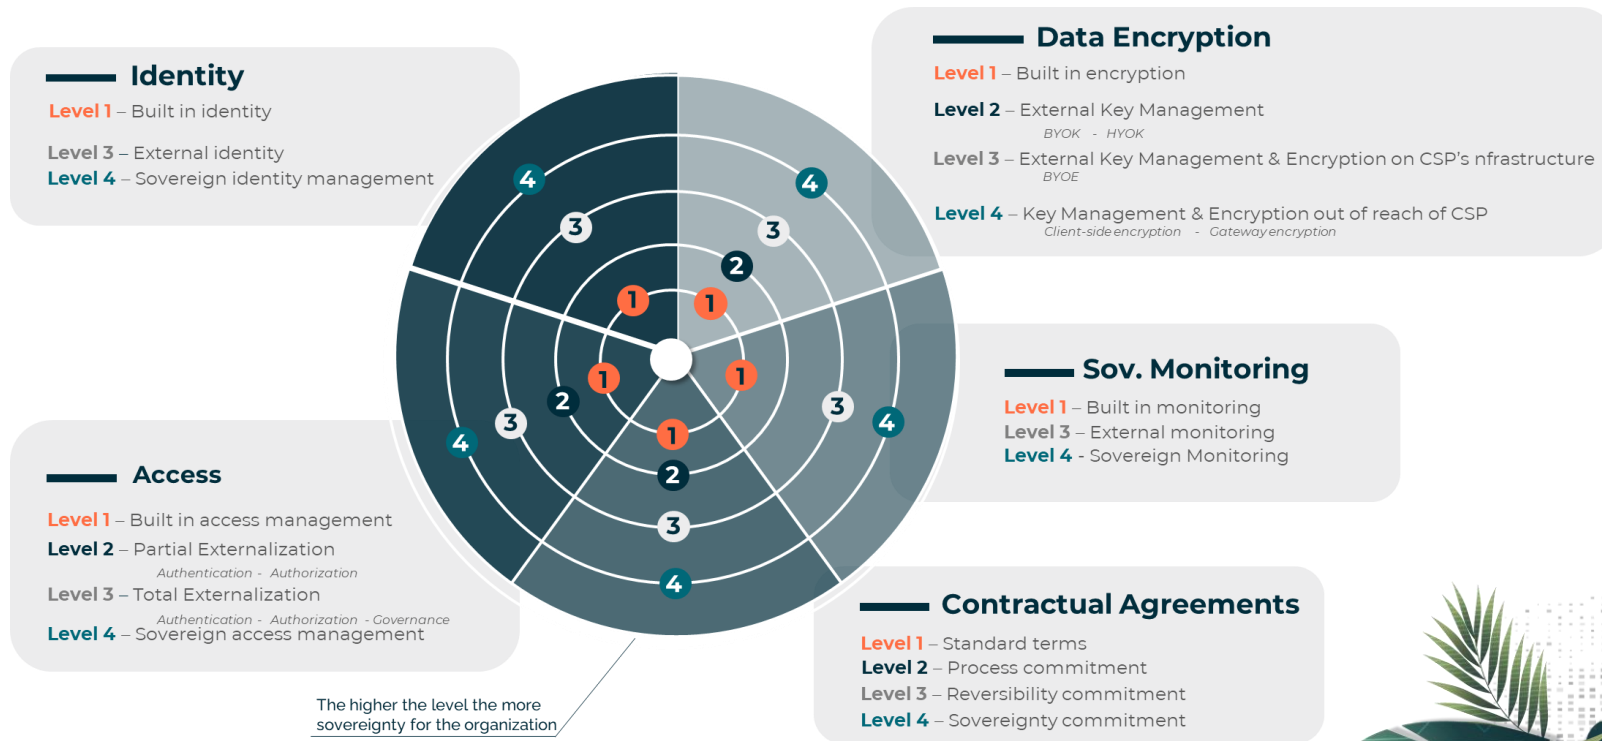 Identity
Level 1 – Built in identity
Level 3 – External identity
Level 4 – Sovereign identity management
Data Encryption
Level 1 – Built in encryption
Level 2 – External Key Management
BYOK - HYOK
Level 3 – External Key Management & Encryption on CSP's nfrastructure
BYOE
Level 4 – Key Management & Encryption out of reach of CSP
Client-side encryption - Gateway encryption
4
4
3
3
2
1
1
1
1
2
3
3
4
4
1
2
3
4
Sov. Monitoring
Level 1 – Built in monitoring
Level 3 – External monitoring
Level 4 - Sovereign Monitoring
Access
Level 1 – Built in access management
Level 2 – Partial Externalization
Authentication - Authorization
Level 3 – Total Externalization
Authentication - Authorization - Governance
Level 4 – Sovereign access management
Contractual Agreements
Level 1 – Standard terms
Level 2 – Process commitment
Level 3 – Reversibility commitment
Level 4 – Sovereignty commitment
The higher the level the more
sovereignty for the organization